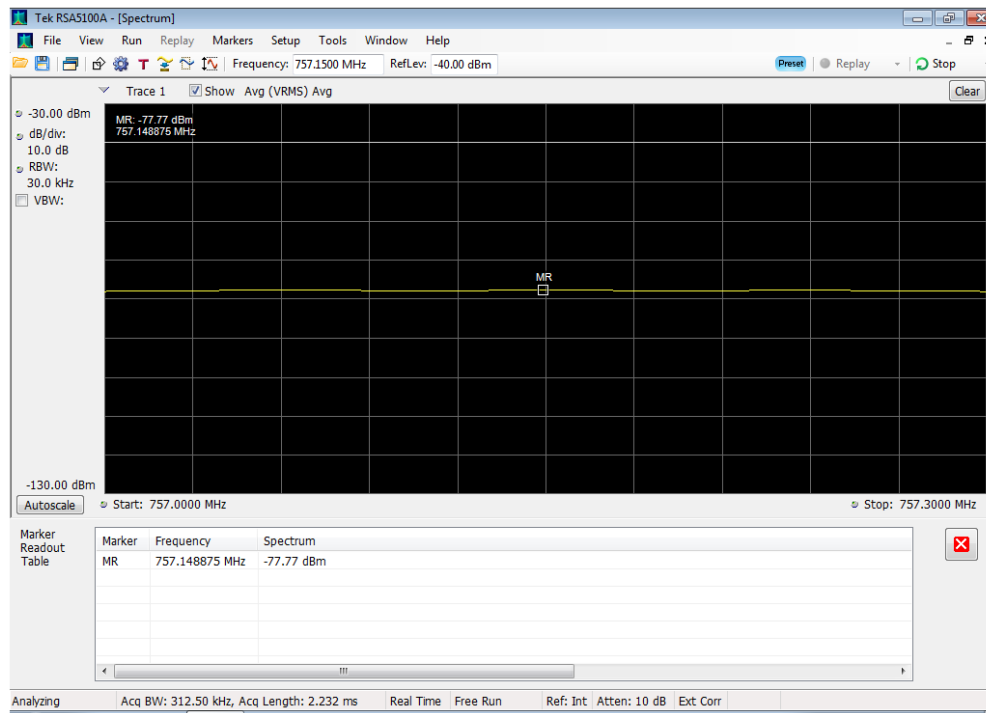 Tek RSA5100A - [Spectrum]
File View Run Replay Markers Setup Tools Window Help
T Frequency: 757.1500 MHz RefLev: -40.00 dBm Preset Replay Stop
Trace 1 Show Avg (VRMS) Avg Clear
-30.00 dBm
MR: -77.77 dBm
757.148875 MHz
dB/div:
10.0 dB
RBW:
30.0 kHz
VBW:
MR
-130.00 dBm
Autoscale Start: 757.0000 MHz Stop: 757.3000 MHz
Marker
Readout
Table
Marker Frequency Spectrum
MR 757.148875 MHz -77.77 dBm
Analyzing Acq BW: 312.50 kHz, Acq Length: 2.232 ms Real Time Free Run Ref: Int Atten: 10 dB Ext Corr